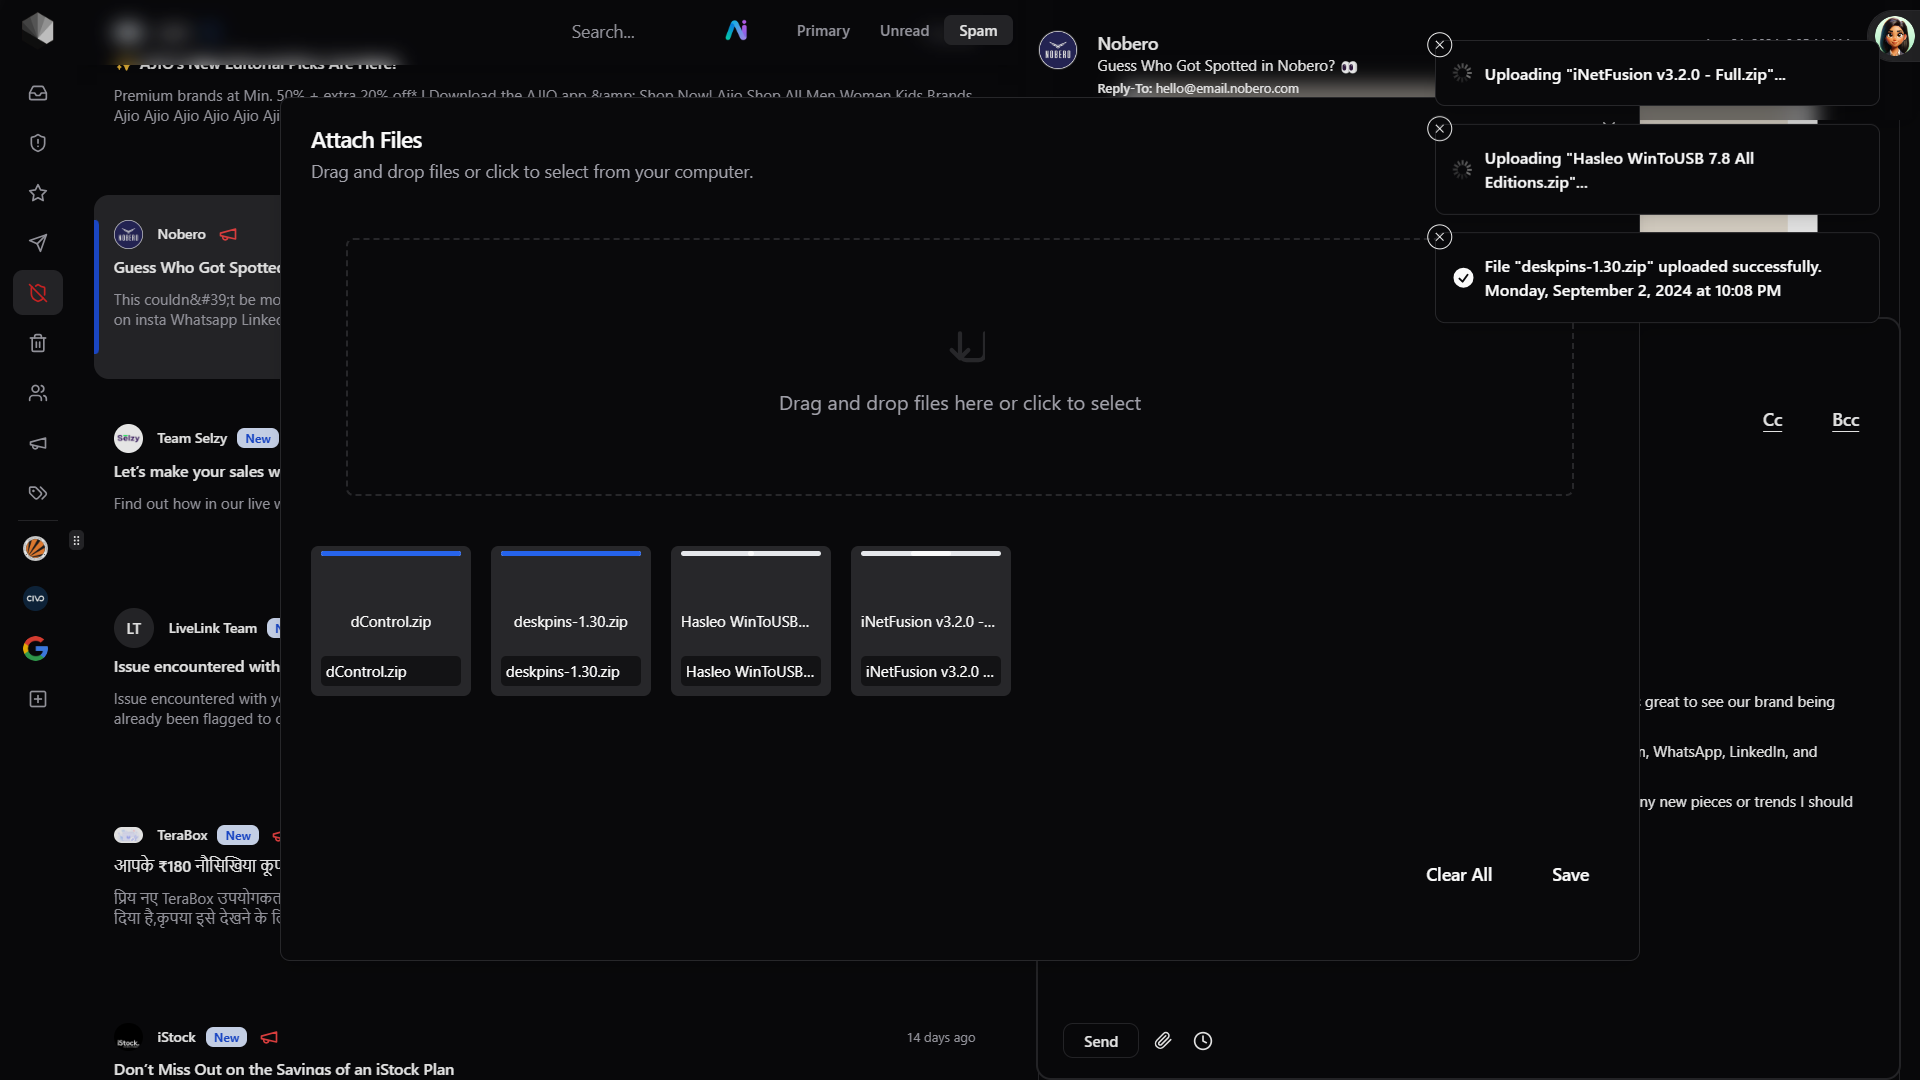 Search...
Primary
Unread
Spam
AJIO's New Editorial Picks Are Here!
Premium brands at Min. 50% + extra 20% off* | Download the AJIO app &amp; Shop Now! Ajio Shop All Men Women Kids Brands
Ajio Ajio Ajio Ajio Ajio
Nobero
Guess Who Got Spotted
This couldn&#39;t be mo
on insta Whatsapp Linked
Selzy
Team Selzy
New
Let's make your sales w
Find out how in our live
CIVO
LT
LiveLink Team
Issue encountered with
Issue encountered with
already been flagged to
TeraBox
New
आपके ₹180 नौसिखिया
प्रिय नए TeraBox
दिया है,कृपया इसे देखने के
iStock
iStock
New
14 days ago
Don't Miss Out on the Savings of an iStock Plan
NOBERO
Nobero
Guess Who Got Spotted in Nobero? 👀
Reply-To: hello@email.nobero.com
Attach Files
Drag and drop files or click to select from your computer.
Drag and drop files here or click to select
dControl.zip
dControl.zip
deskpins-1.30.zip
deskpins-1.30.zip
Hasleo WinToUSB...
Hasleo WinToUSB...
iNetFusion v3.2.0 -...
iNetFusion v3.2.0 ...
Clear All
Save
Uploading "iNetFusion v3.2.0 - Full.zip"...
Uploading "Hasleo WinToUSB 7.8 All
Editions.zip"...
File "deskpins-1.30.zip" uploaded successfully.
Monday, September 2, 2024 at 10:08 PM
Cc
Bcc
great to see our brand being
WhatsApp, LinkedIn, and
ny new pieces or trends I should
Send